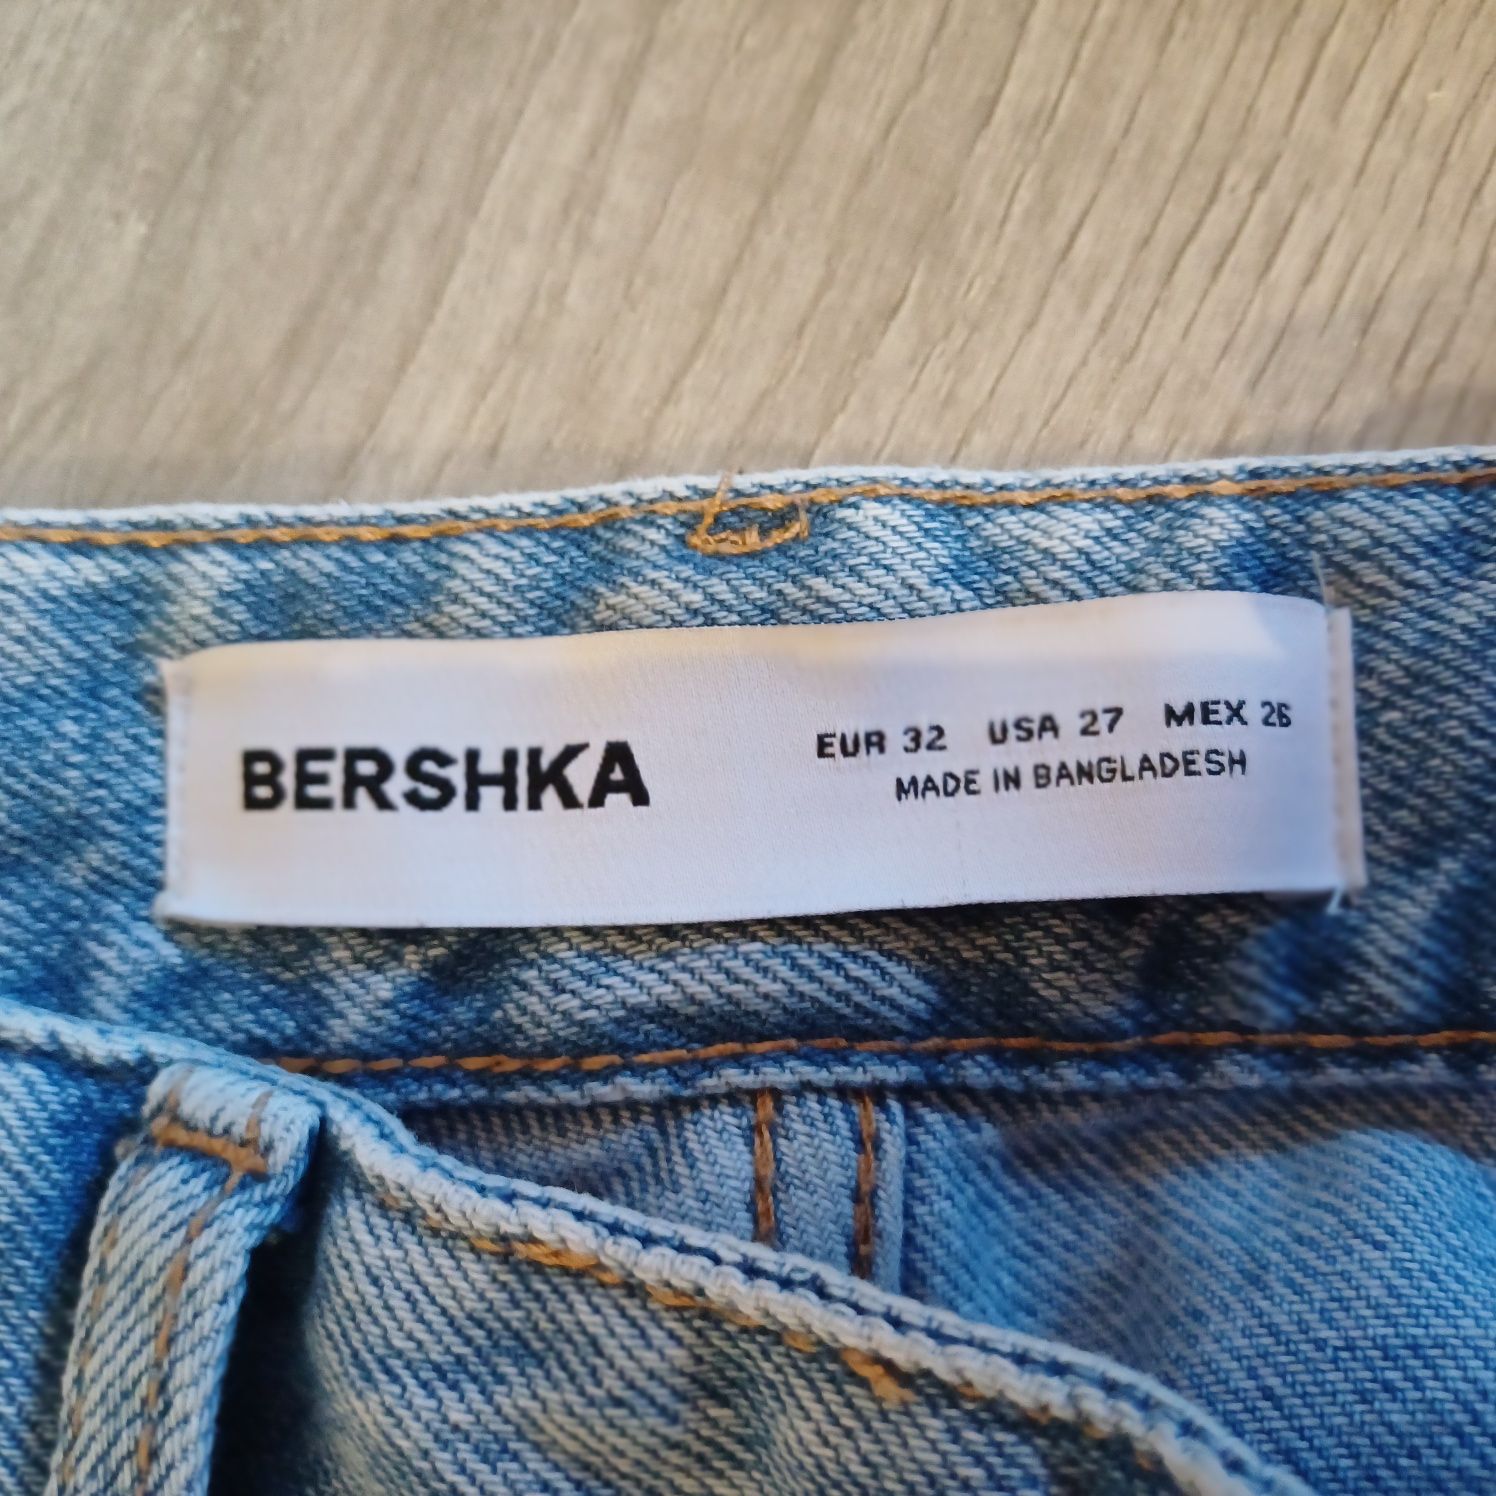 BERSHKA
EUR 32 USA 27 MEX 26
MADE IN BANGLADESH